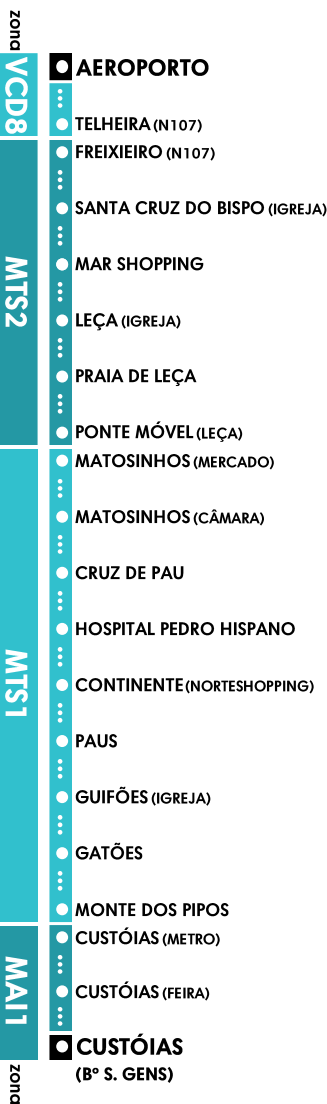 zona
VCD8
AEROPORTO
TELHEIRA (N107)
MTS2
FREIXIEIRO (N107)
SANTA CRUZ DO BISPO (IGREJA)
MAR SHOPPING
LEÇA (IGREJA)
PRAIA DE LEÇA
PONTE MÓVEL (LEÇA)
MTS1
MATOSINHOS (MERCADO)
MATOSINHOS (CÂMARA)
CRUZ DE PAU
HOSPITAL PEDRO HISPANO
CONTINENTE (NORTESHOPPING)
PAUS
GUIFÕES (IGREJA)
GATÕES
MONTE DOS PIPOS
MAI1
CUSTÓIAS (METRO)
CUSTÓIAS (FEIRA)
CUSTÓIAS
(Bº S. GENS)
zona